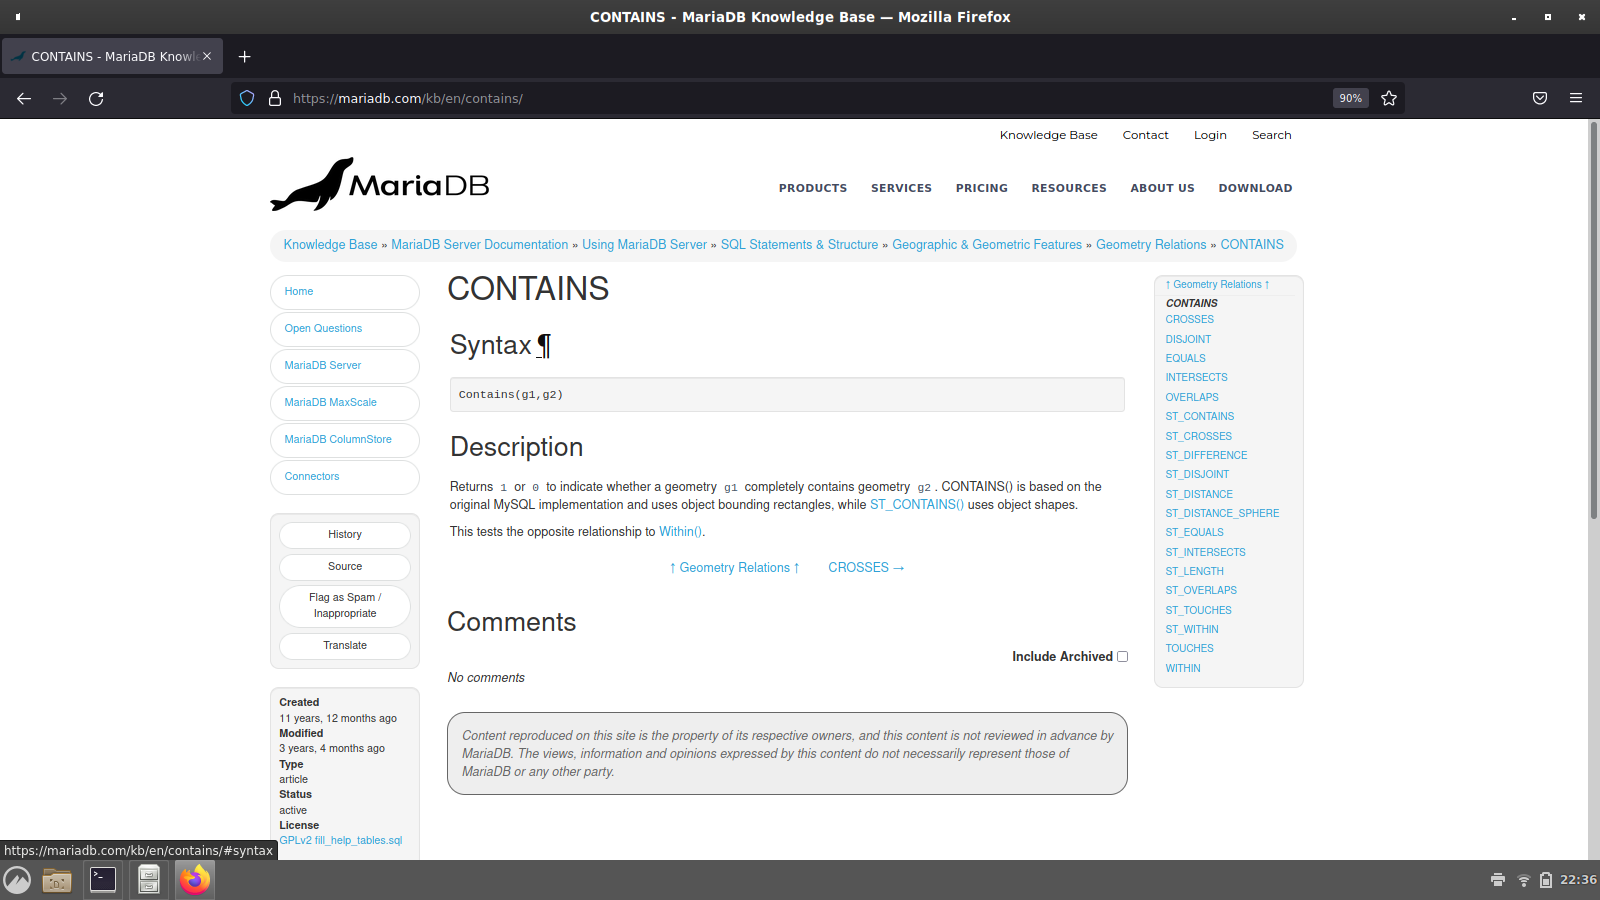 CONTAINS - MariaDB Knowledge Base — Mozilla Firefox
CONTAINS - MariaDB Knowle
https://mariadb.com/kb/en/contains/
90%
Knowledge Base Contact Login Search
MariaDB
PRODUCTS SERVICES PRICING RESOURCES ABOUT US DOWNLOAD
Knowledge Base » MariaDB Server Documentation » Using MariaDB Server » SQL Statements & Structure » Geographic & Geometric Features » Geometry Relations » CONTAINS
Home
Open Questions
MariaDB Server
MariaDB MaxScale
MariaDB ColumnStore
Connectors
History
Source
Flag as Spam /
Inappropriate
Translate
Created
11 years, 12 months ago
Modified
3 years, 4 months ago
Type
article
Status
active
License
GPLv2 fill_help_tables.sql
CONTAINS
Syntax ¶
Contains(g1,g2)
Description
Returns 1 or 0 to indicate whether a geometry g1 completely contains geometry g2 . CONTAINS() is based on the
original MySQL implementation and uses object bounding rectangles, while ST_CONTAINS() uses object shapes.
This tests the opposite relationship to Within().
↑ Geometry Relations ↑ CROSSES →
Comments
Include Archived
No comments
Content reproduced on this site is the property of its respective owners, and this content is not reviewed in advance by
MariaDB. The views, information and opinions expressed by this content do not necessarily represent those of
MariaDB or any other party.
↑ Geometry Relations ↑
CONTAINS
CROSSES
DISJOINT
EQUALS
INTERSECTS
OVERLAPS
ST_CONTAINS
ST_CROSSES
ST_DIFFERENCE
ST_DISJOINT
ST_DISTANCE
ST_DISTANCE_SPHERE
ST_EQUALS
ST_INTERSECTS
ST_LENGTH
ST_OVERLAPS
ST_TOUCHES
ST_WITHIN
TOUCHES
WITHIN
https://mariadb.com/kb/en/contains/#syntax
22:36